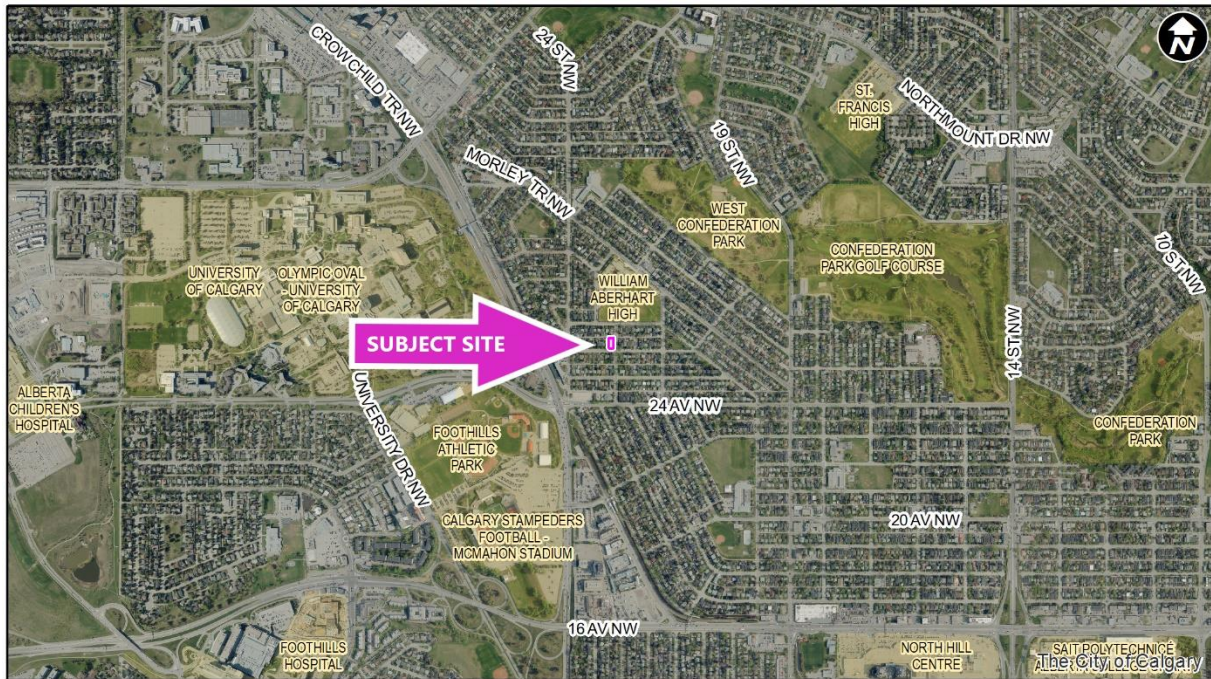 N
CROWCHILD TR NW
24 ST NW
ST.
FRANCIS
HIGH
NORTHMOUNT DR NW
19 ST NW
MORLEY TR NW
WEST
CONFEDERATION
PARK
10 ST NW
CONFEDERATION
PARK GOLF COURSE
UNIVERSITY
OF CALGARY
OLYMPIC OVAL
- UNIVERSITY
OF CALGARY
WILLIAM
ABERHART
HIGH
SUBJECT SITE
14 ST NW
ALBERTA
CHILDREN'S
HOSPITAL
UNIVERSITY DR NW
24 AV NW
CONFEDERATION
PARK
FOOTHILLS
ATHLETIC
PARK
CALGARY STAMPEDERS
FOOTBALL -
MCMAHON STADIUM
20 AV NW
16 AV NW
FOOTHILLS
HOSPITAL
NORTH HILL
CENTRE
SAIT POLYTECHNIC
The City of Calgary